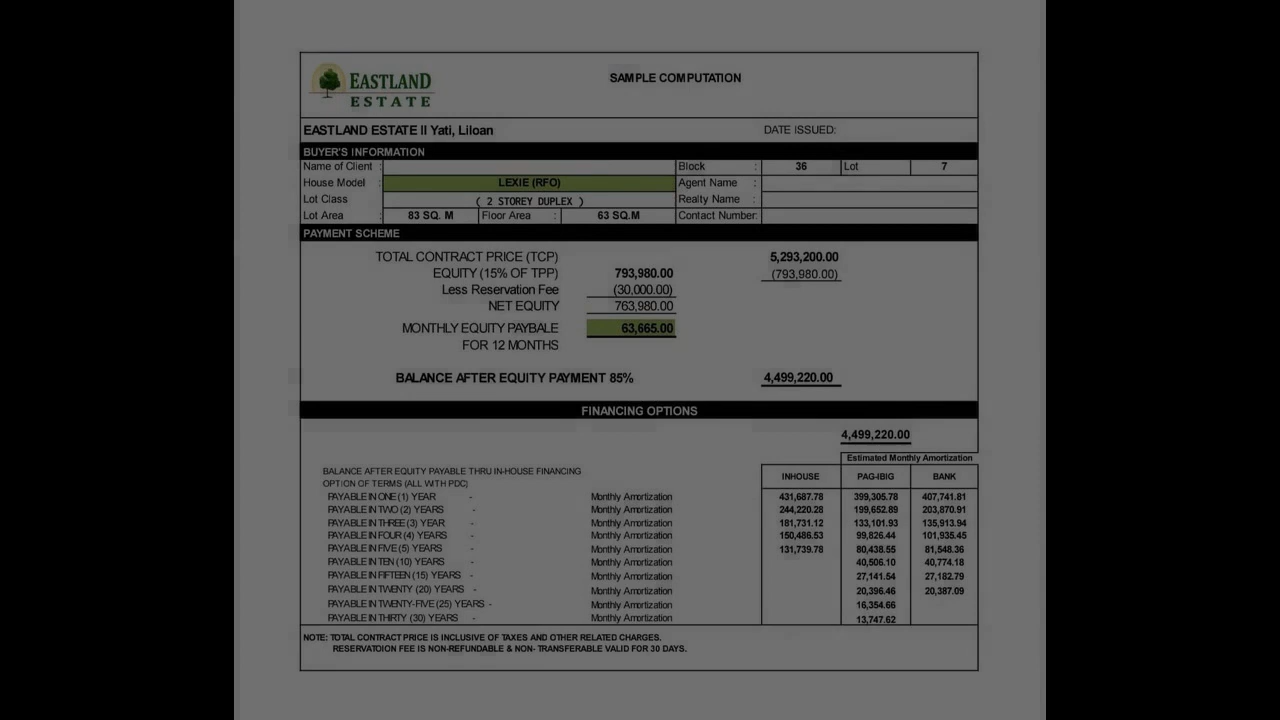 EASTLAND
ESTATE
SAMPLE COMPUTATION
EASTLAND ESTATE II Yati, Liloan DATE ISSUED:
BUYER'S INFORMATION
Name of Client : Block : 36 Lot 7
House Model : LEXIE (RFO) Agent Name :
Lot Class ( 2 STOREY DUPLEX ) Realty Name :
Lot Area : 83 SQ. M Floor Area : 63 SQ.M Contact Number:
PAYMENT SCHEME
TOTAL CONTRACT PRICE (TCP) 5,293,200.00
EQUITY (15% OF TPP) 793,980.00 (793,980.00)
Less Reservation Fee (30,000.00)
NET EQUITY 763,980.00
MONTHLY EQUITY PAYBALE 63,665.00
FOR 12 MONTHS
BALANCE AFTER EQUITY PAYMENT 85% 4,499,220.00
FINANCING OPTIONS
4,499,220.00
Estimated Monthly Amortization
BALANCE AFTER EQUITY PAYABLE THRU IN-HOUSE FINANCING INHOUSE PAG-IBIG BANK
OPTION OF TERMS (ALL WITH PDC)
PAYABLE IN ONE (1) YEAR - Monthly Amortization 431,687.78 399,305.78 407,741.81
PAYABLE IN TWO (2) YEARS - Monthly Amortization 244,220.28 199,652.89 203,870.91
PAYABLE IN THREE (3) YEAR - Monthly Amortization 181,731.12 133,101.93 135,913.94
PAYABLE IN FOUR (4) YEARS - Monthly Amortization 150,486.53 99,826.44 101,935.45
PAYABLE IN FIVE (5) YEARS - Monthly Amortization 131,739.78 80,438.55 81,548.36
PAYABLE IN TEN (10) YEARS - Monthly Amortization 40,506.10 40,774.18
PAYABLE IN FIFTEEN (15) YEARS - Monthly Amortization 27,141.54 27,182.79
PAYABLE IN TWENTY (20) YEARS - Monthly Amortization 20,396.46 20,387.09
PAYABLE IN TWENTY-FIVE (25) YEARS - Monthly Amortization 16,354.66
PAYABLE IN THIRTY (30) YEARS - Monthly Amortization 13,747.62
NOTE: TOTAL CONTRACT PRICE IS INCLUSIVE OF TAXES AND OTHER RELATED CHARGES.
RESERVATOION FEE IS NON-REFUNDABLE & NON- TRANSFERABLE VALID FOR 30 DAYS.